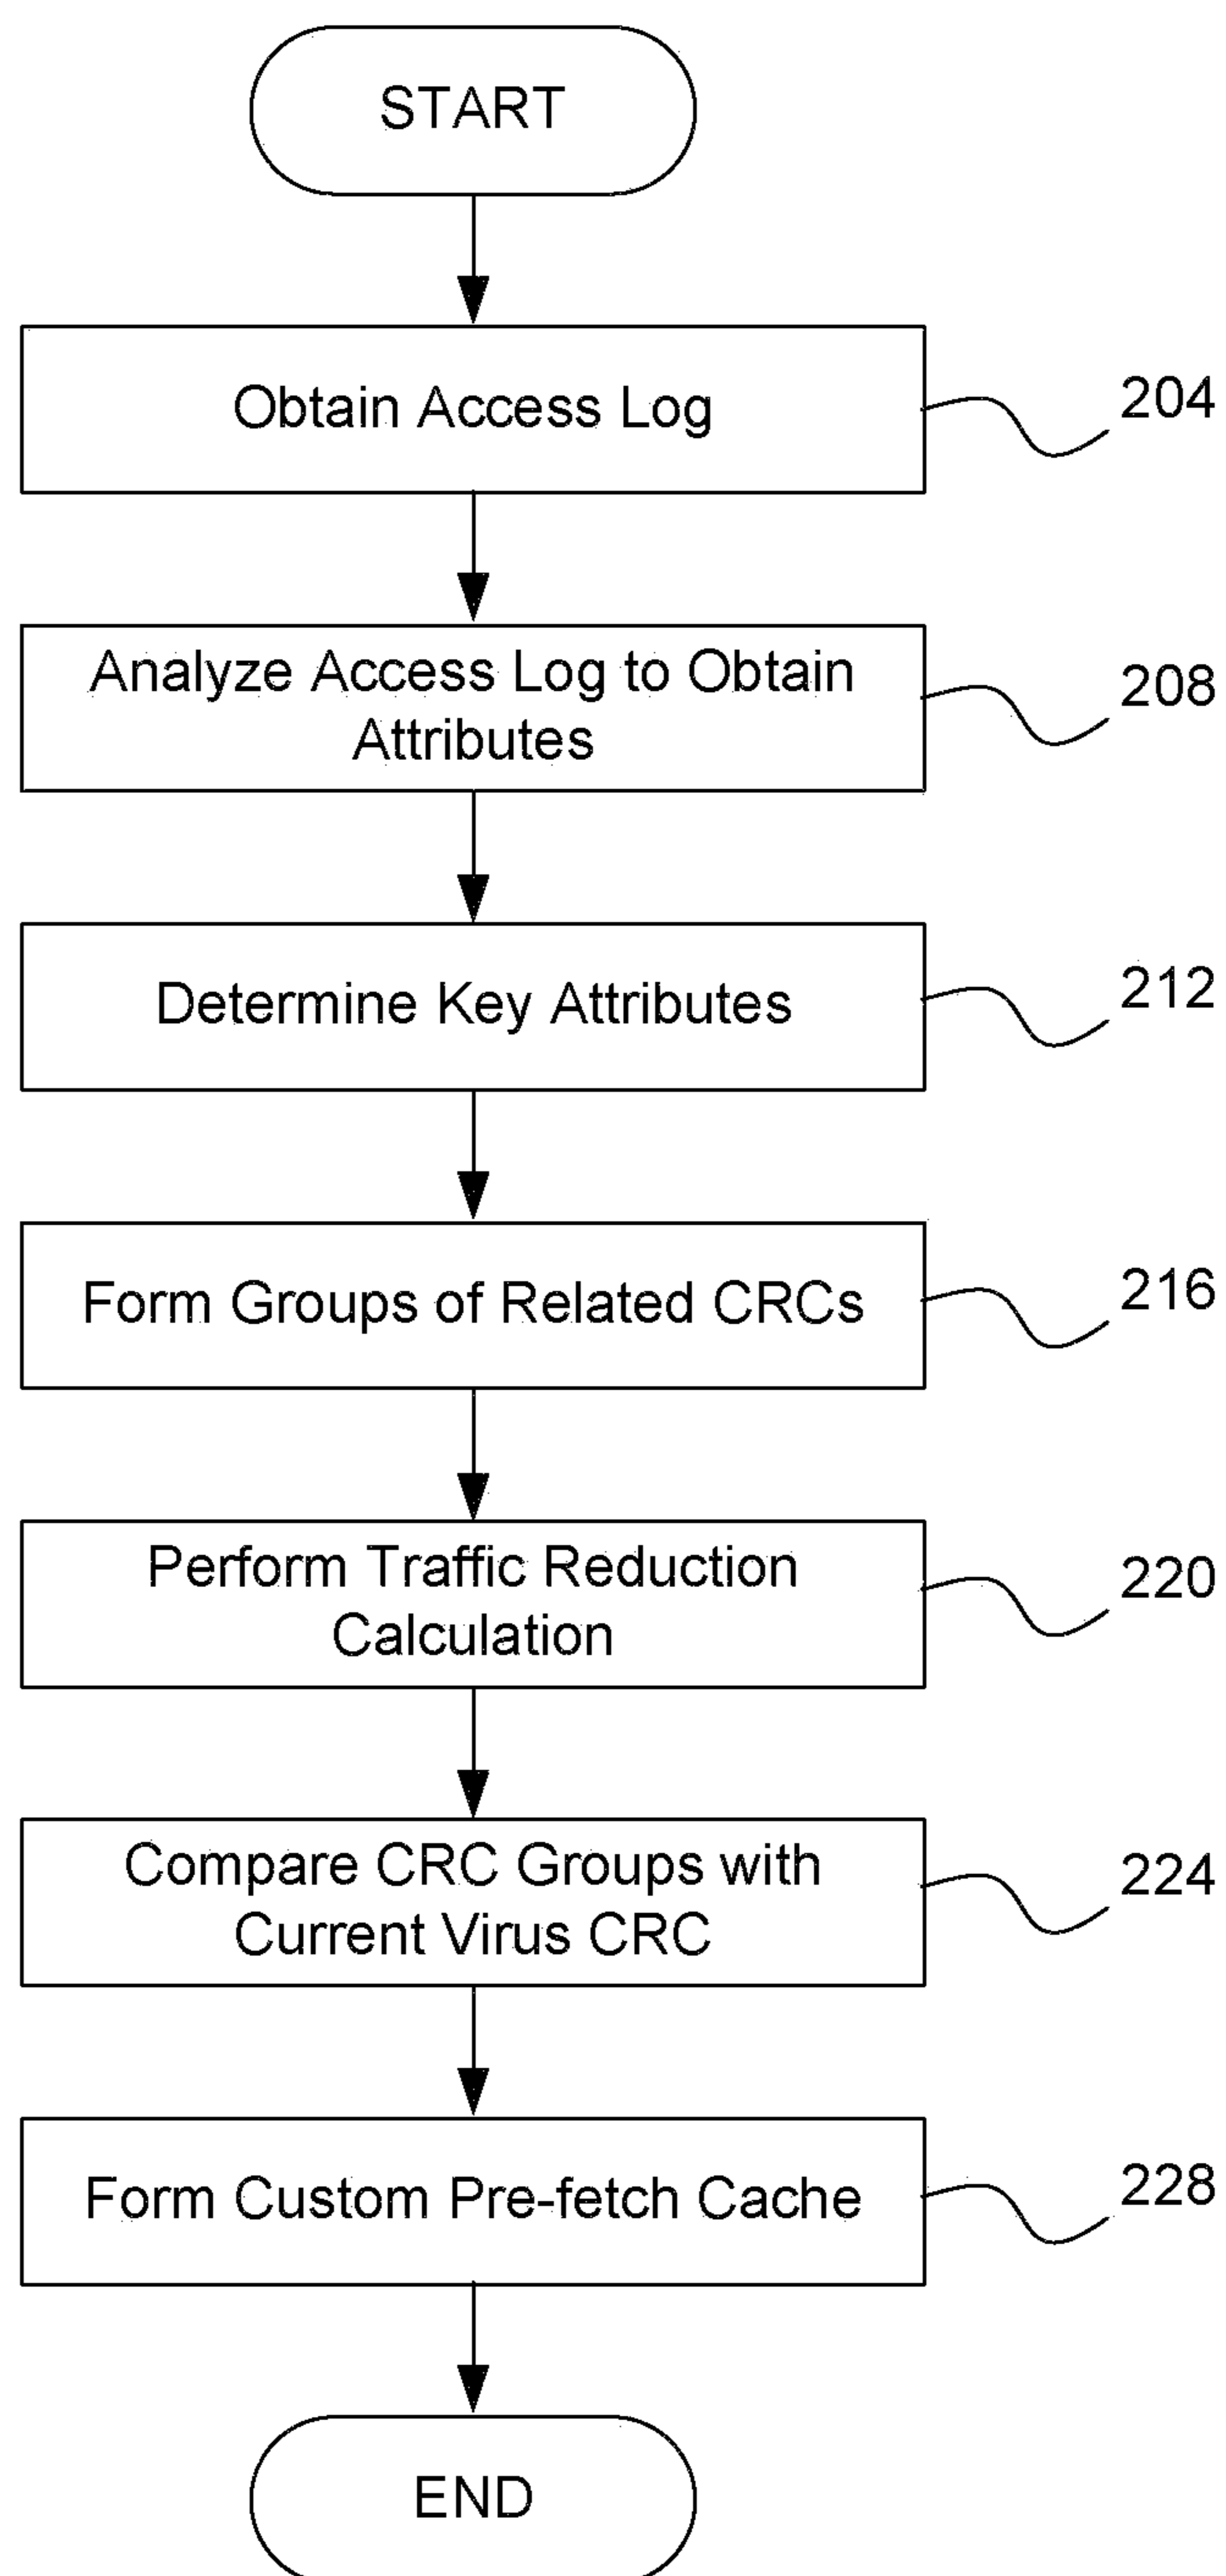 START
Obtain Access Log
204
Analyze Access Log to Obtain
Attributes
208
Determine Key Attributes
212
Form Groups of Related CRCs
216
Perform Traffic Reduction
Calculation
220
Compare CRC Groups with
Current Virus CRC
224
Form Custom Pre-fetch Cache
228
END